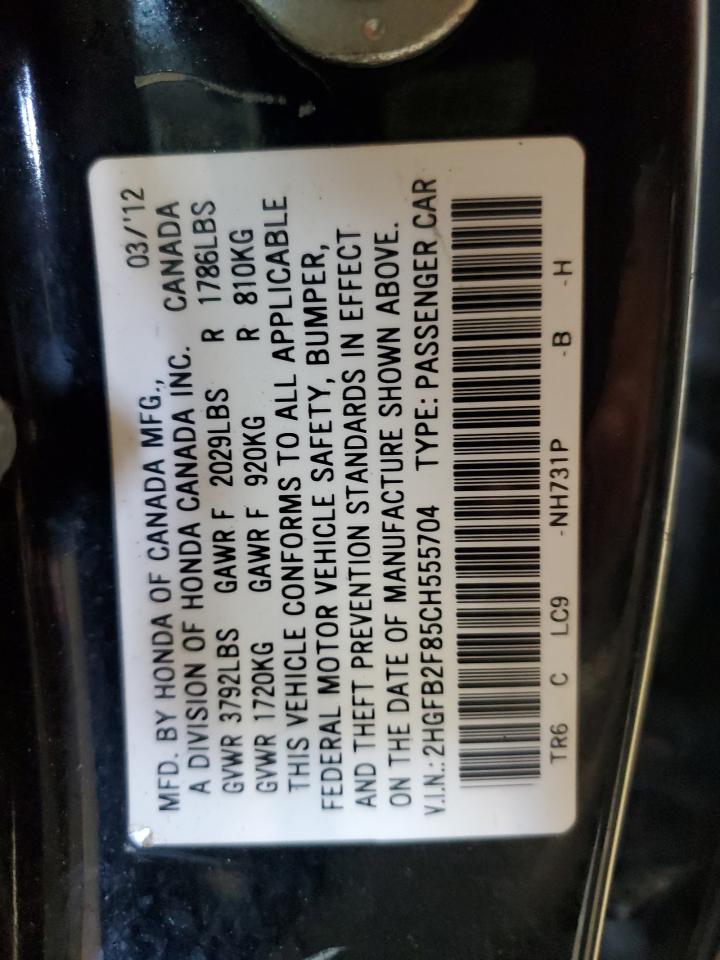 MFD. BY HONDA OF CANADA MFG., 03/'12
A DIVISION OF HONDA CANADA INC. CANADA
GVWR 3792LBS GAWR F 2029LBS R 1786LBS
GVWR 1720KG GAWR F 920KG R 810KG
THIS VEHICLE CONFORMS TO ALL APPLICABLE
FEDERAL MOTOR VEHICLE SAFETY, BUMPER,
AND THEFT PREVENTION STANDARDS IN EFFECT
ON THE DATE OF MANUFACTURE SHOWN ABOVE.
V.I.N.: 2HGFB2F85CH555704 TYPE: PASSENGER CAR
TR6 C LC9 -NH731P -B -H